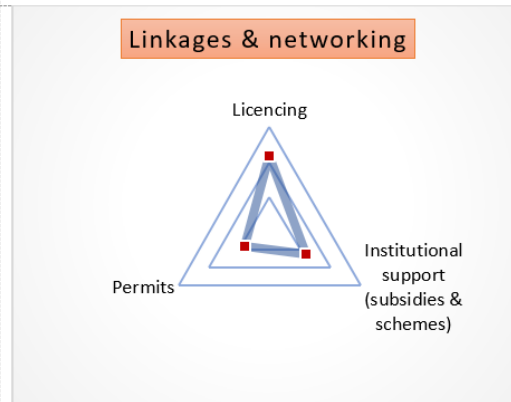 Linkages & networking
Licencing
Institutional
support
(subsidies &
schemes)
Permits